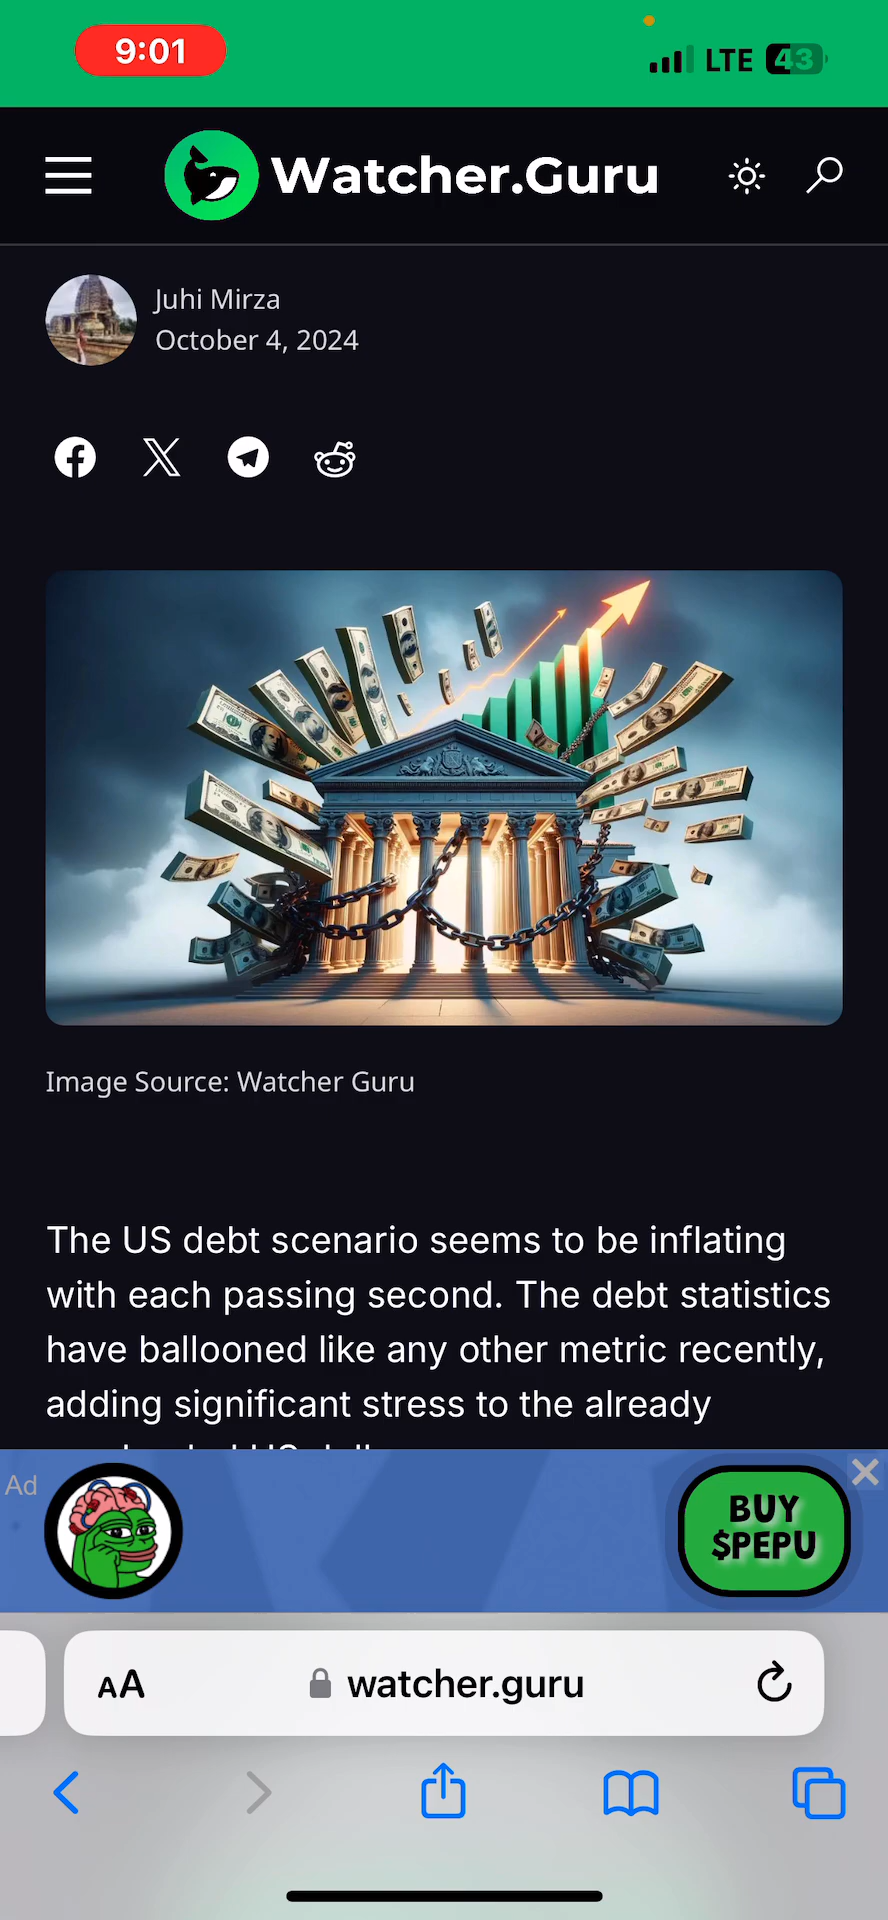 9:01
LTE 43
Watcher.Guru
Juhi Mirza
October 4, 2024
Image Source: Watcher Guru
The US debt scenario seems to be inflating
with each passing second. The debt statistics
have ballooned like any other metric recently,
adding significant stress to the already
Ad
BUY
$PEPU
AA
watcher.guru